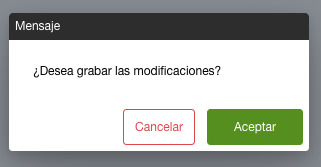 Mensaje
¿Desea grabar las modificaciones?
Cancelar Aceptar